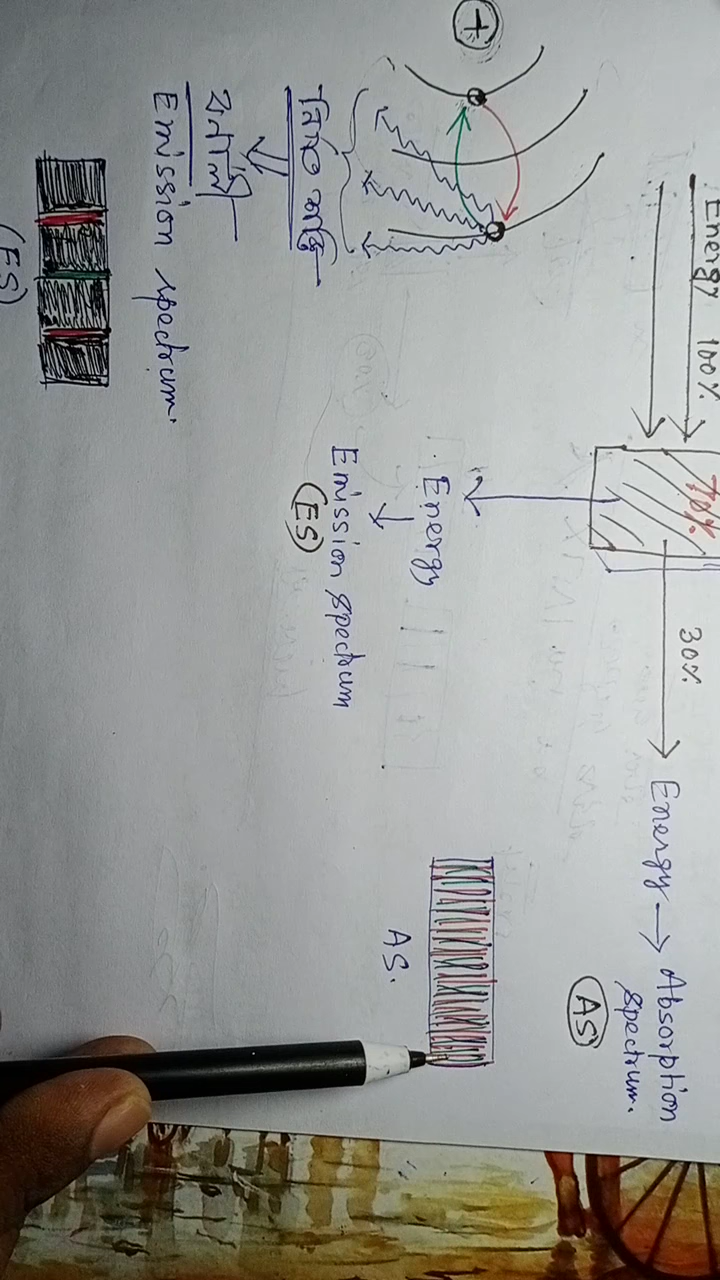 +
Energy 100%
70%
30%
Energy → Absorption
spectrum.
AS
Energy
Emission spectrum
(ES)
Emission spectrum.
AS.
(ES)